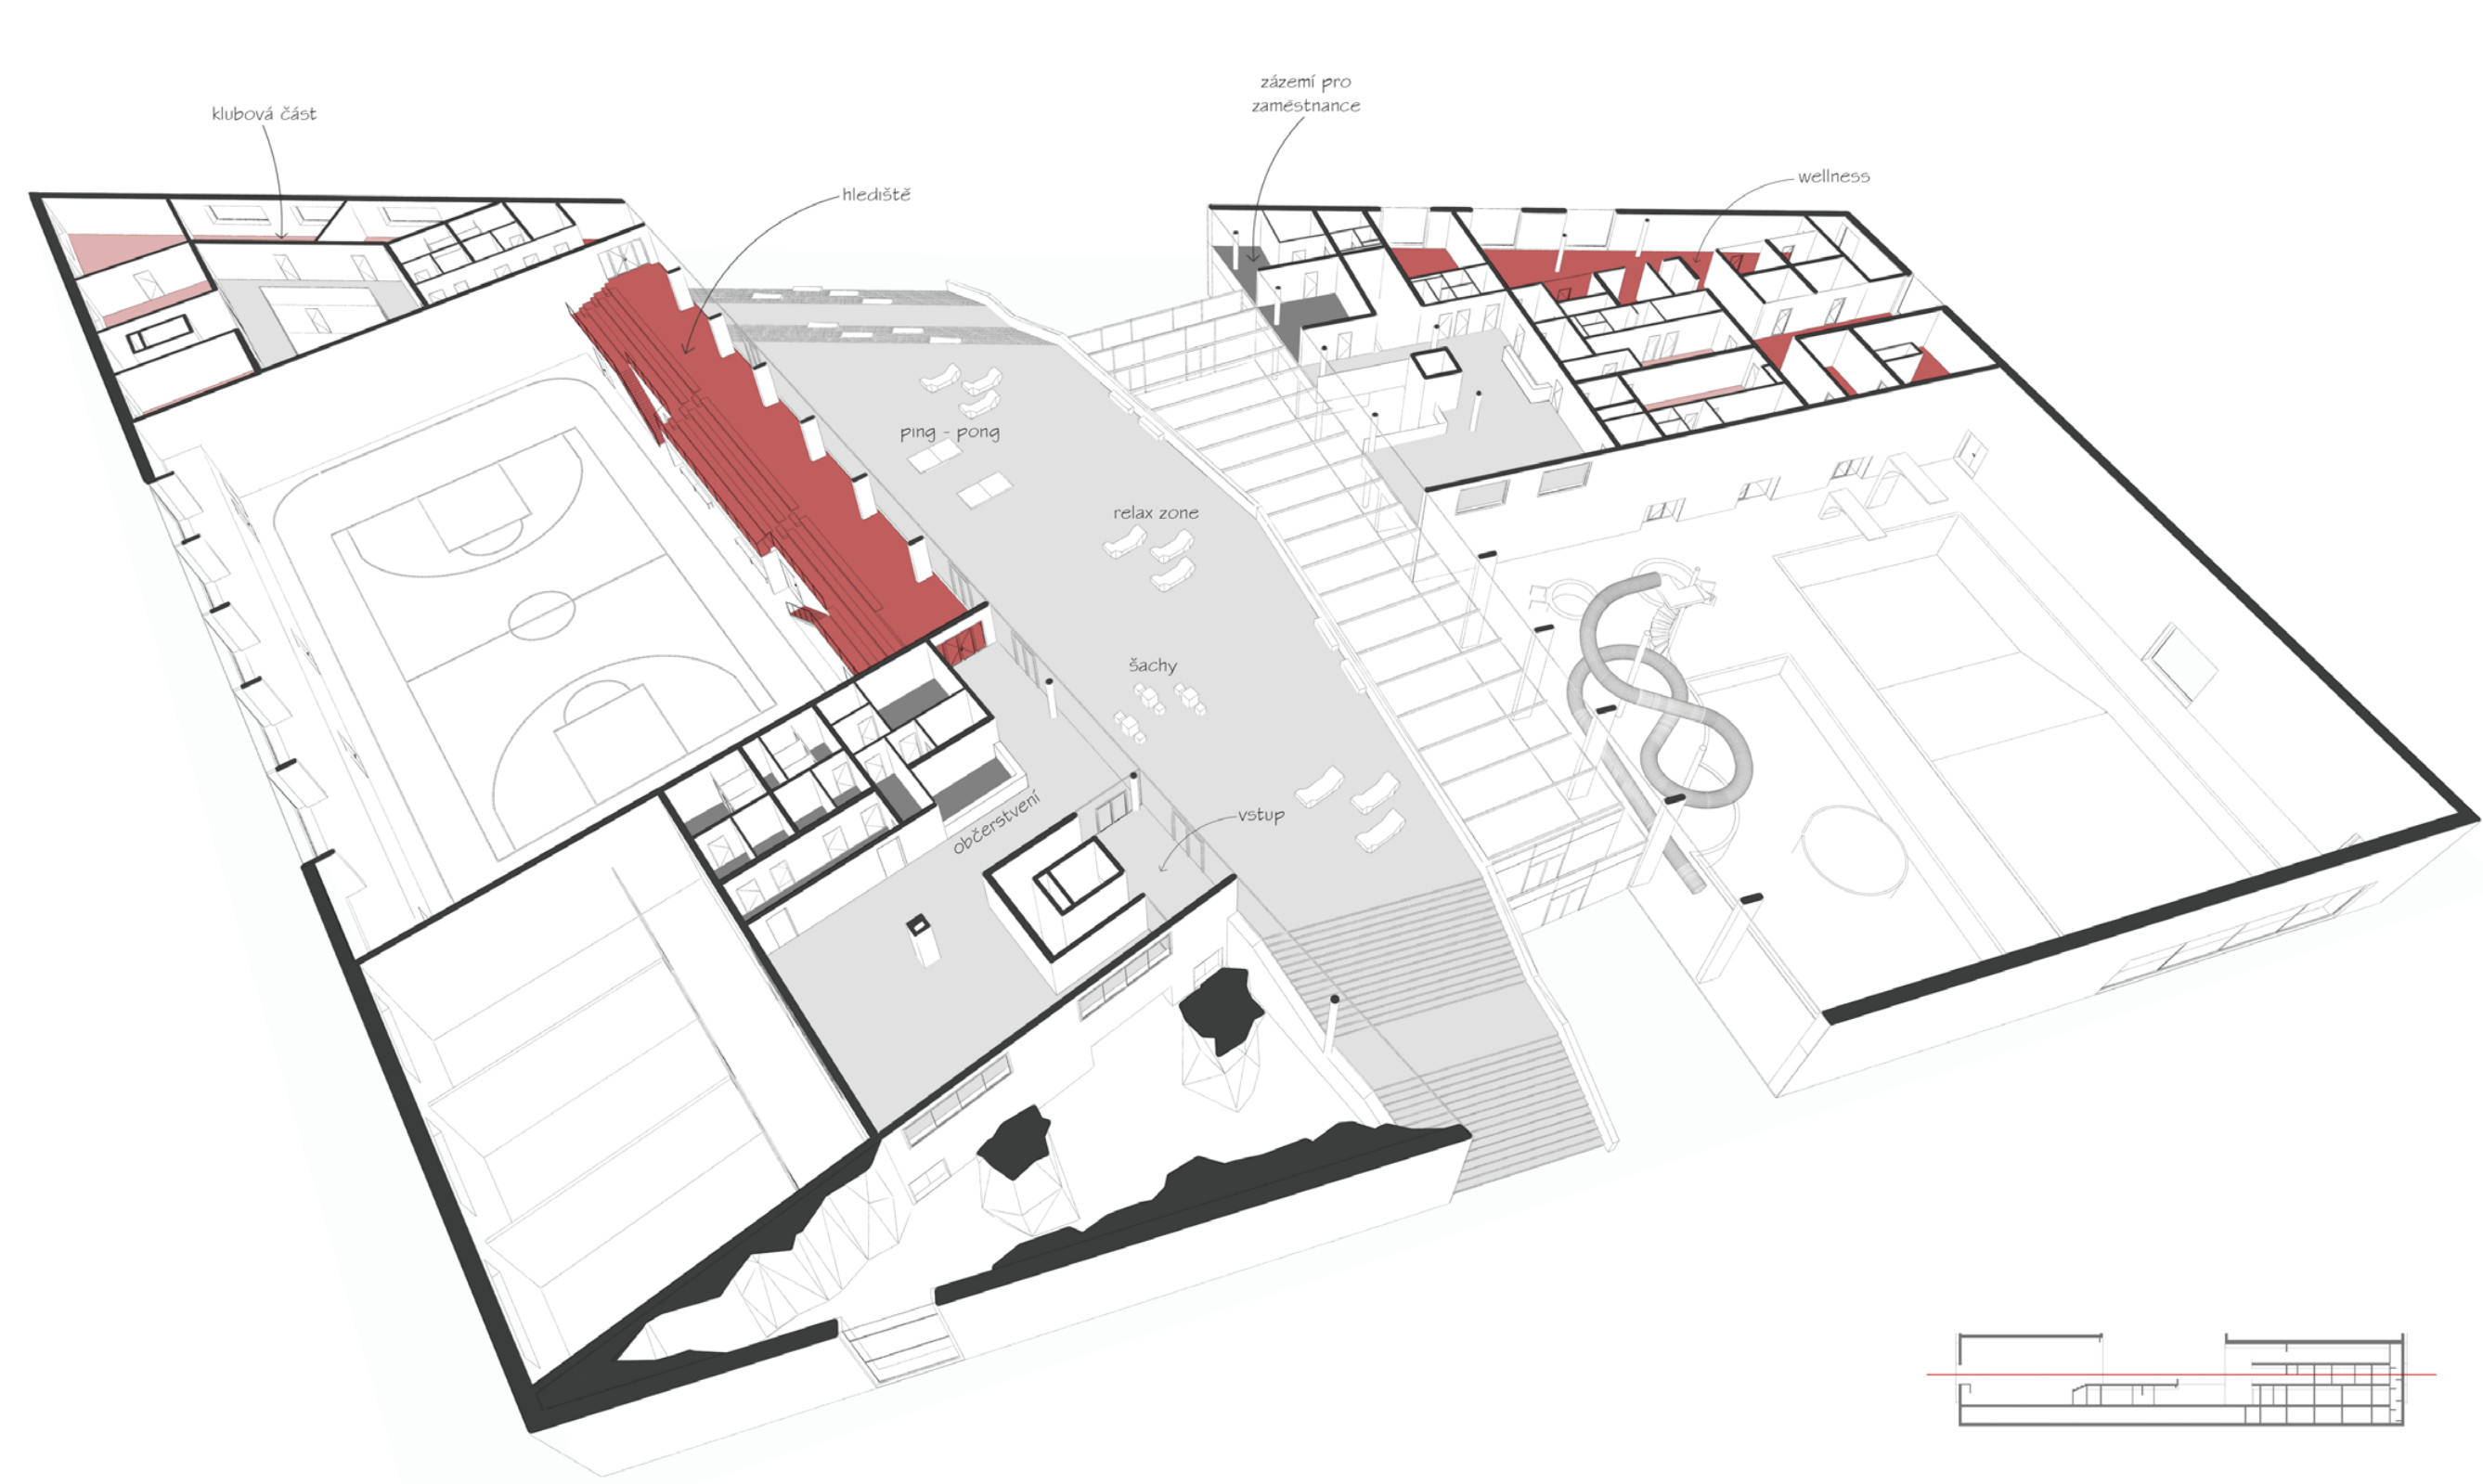 zázemí pro
zaměstnance
klubová část
wellness
hlediště
ping - pong
relax zone
šachy
občerstvení
vstup